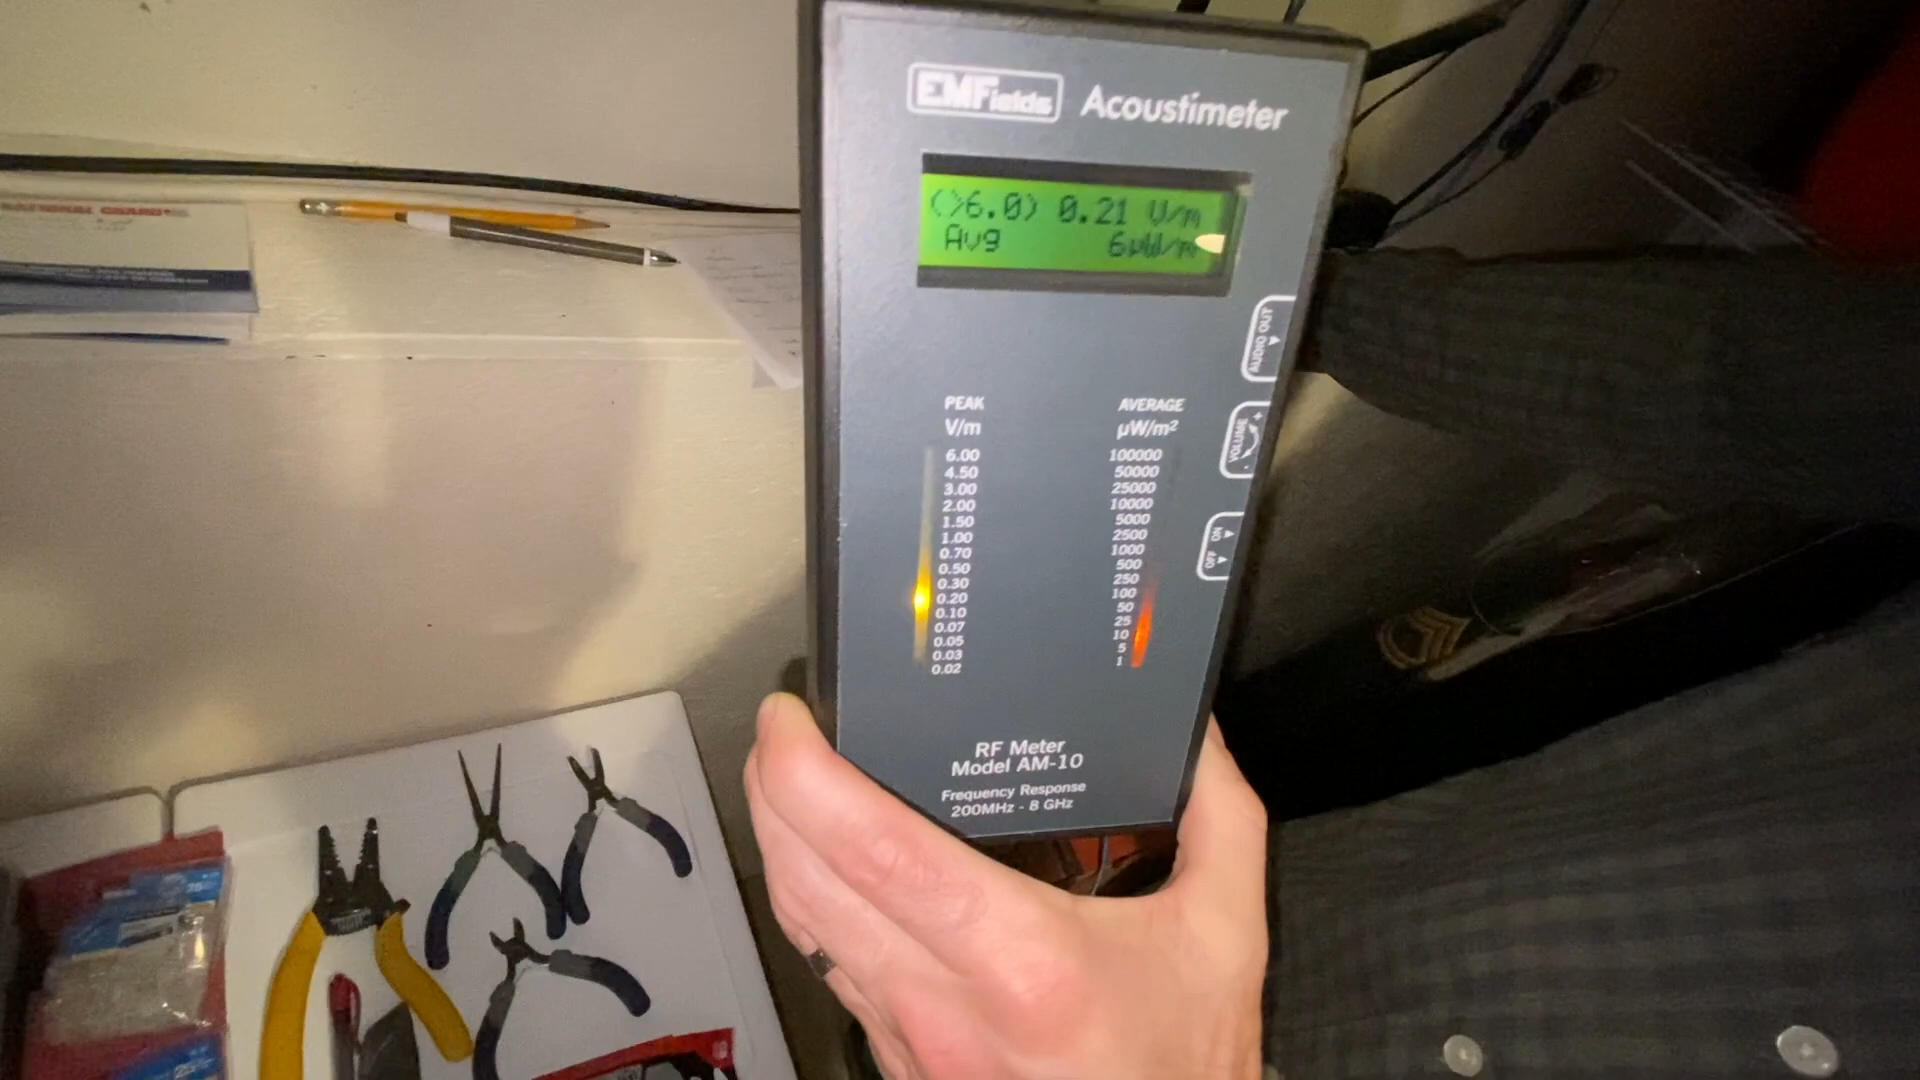 EMFields Acoustimeter
(>6.0) 0.21 V/m
Avg 6µW/m
AUDIO OUT
VOLUME
- +
OFF ON
PEAK
V/m
6.00
4.50
3.00
2.00
1.50
1.00
0.70
0.50
0.30
0.20
0.10
0.07
0.05
0.03
0.02
AVERAGE
µW/m²
100000
50000
25000
10000
5000
2500
1000
500
250
100
50
25
10
5
1
RF Meter
Model AM-10
Frequency Response
200MHz - 8 GHz
NATIONAL GUARD